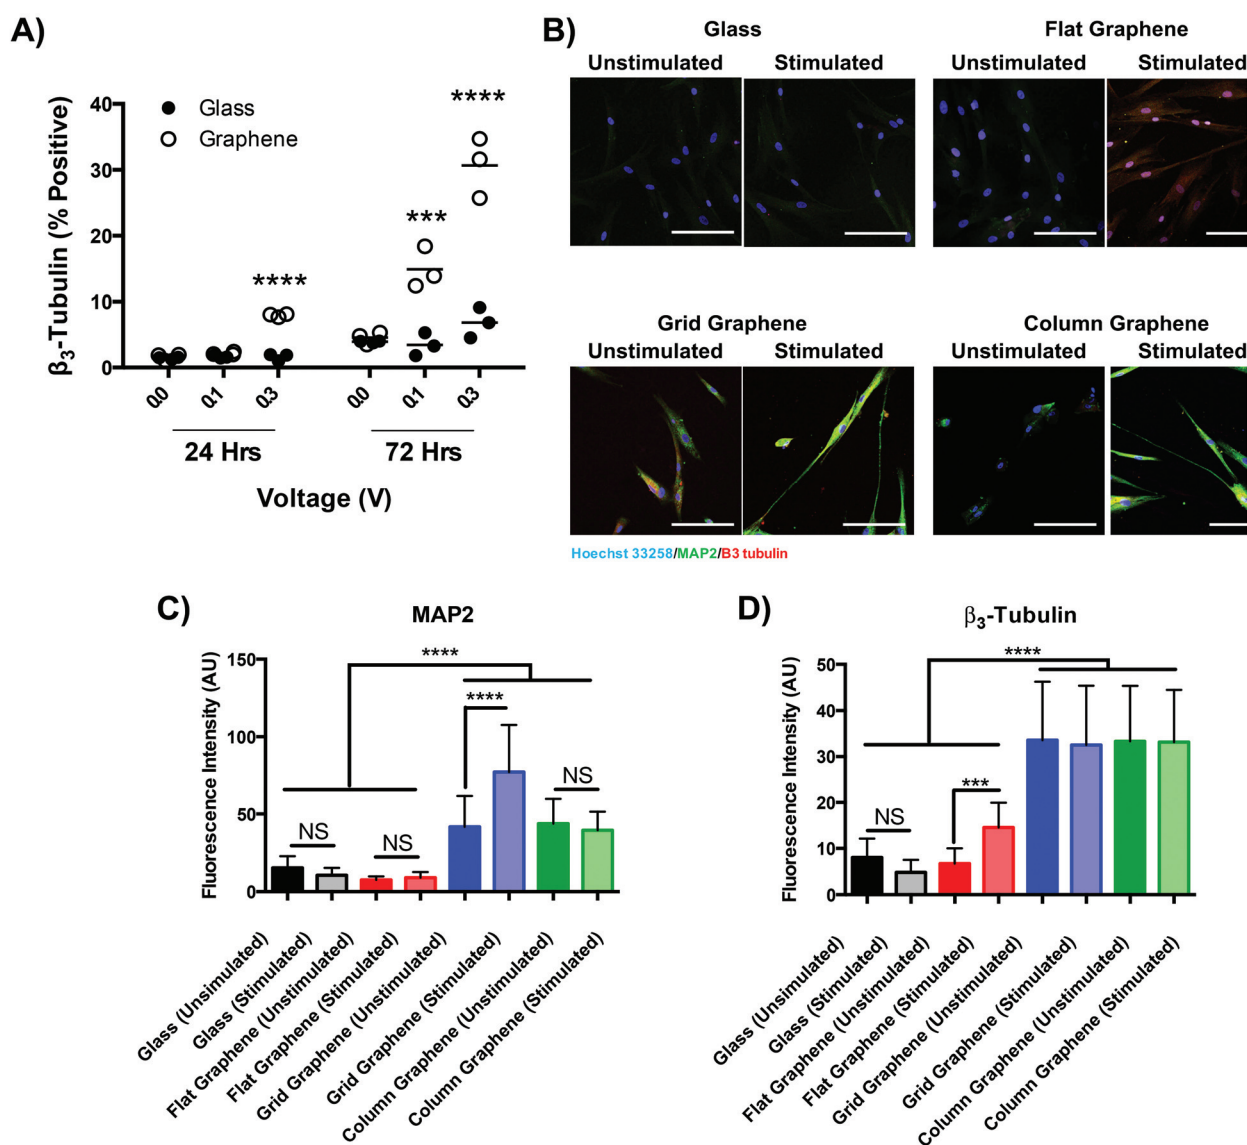 A)
40
30
20
10
0
β3-Tubulin (% Positive)
Glass
Graphene
****
***
****
0.0
0.1
0.3
0.0
0.1
0.3
24 Hrs
72 Hrs
Voltage (V)
B)
Glass
Flat Graphene
Unstimulated
Stimulated
Unstimulated
Stimulated
Grid Graphene
Column Graphene
Unstimulated
Stimulated
Unstimulated
Stimulated
Hoechst 33258/MAP2/B3 tubulin
C)
MAP2
Fluorescence Intensity (AU)
150
100
50
0
****
****
NS
NS
NS
Glass (Unsimulated)
Glass (Stimulated)
Flat Graphene (Unstimulated)
Flat Graphene (Stimulated)
Grid Graphene (Unstimulated)
Grid Graphene (Stimulated)
Column Graphene (Unstimulated)
Column Graphene (Stimulated)
D)
β3-Tubulin
Fluorescence Intensity (AU)
50
40
30
20
10
0
****
***
NS
Glass (Unsimulated)
Glass (Stimulated)
Flat Graphene (Unstimulated)
Flat Graphene (Stimulated)
Grid Graphene (Unstimulated)
Grid Graphene (Stimulated)
Column Graphene (Unstimulated)
Column Graphene (Stimulated)